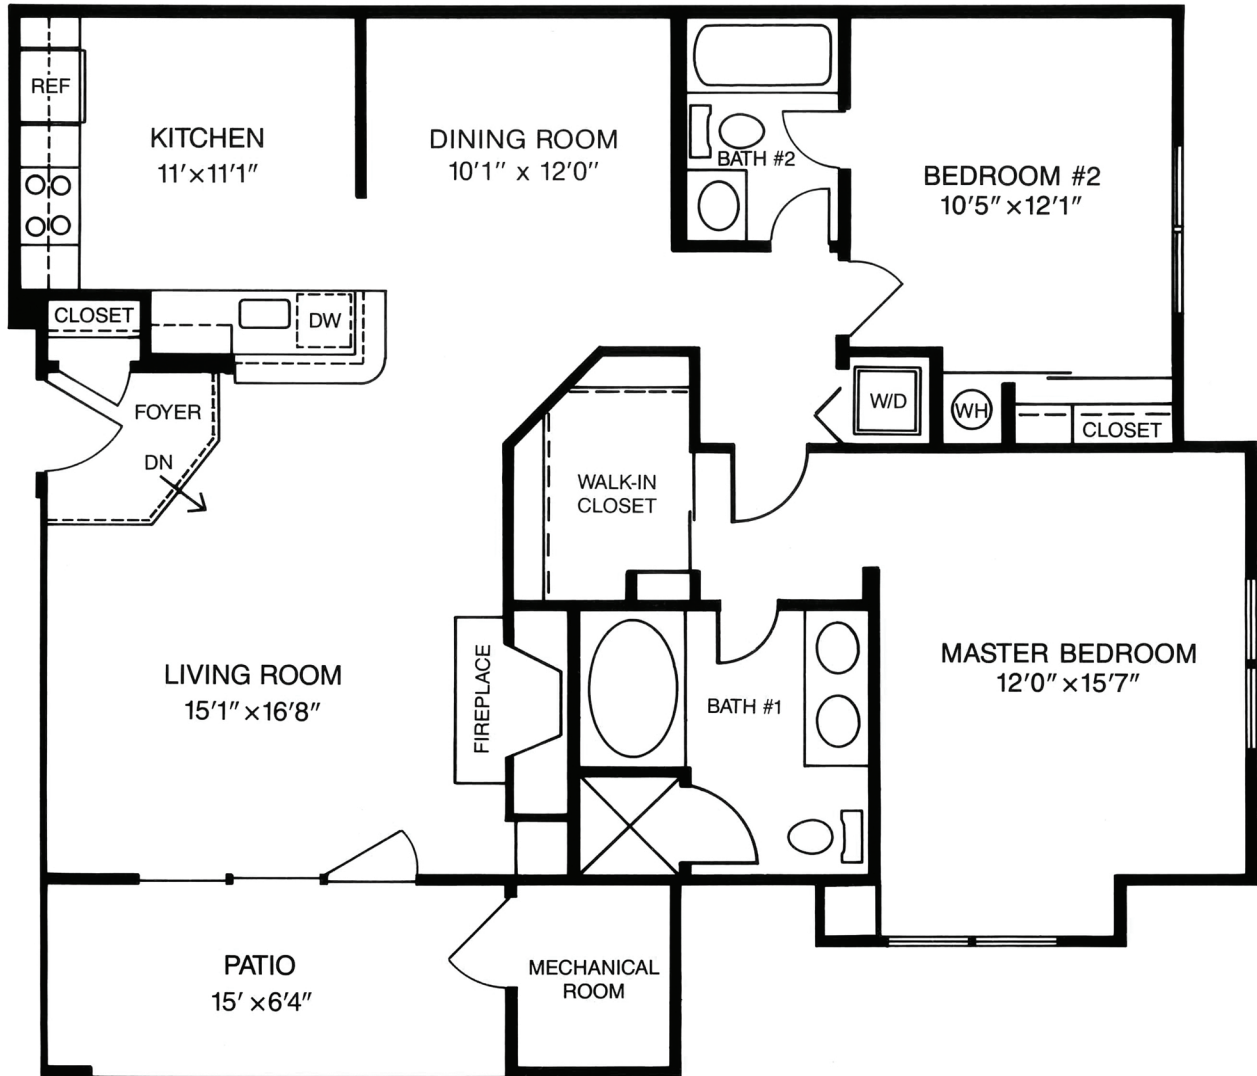 REF
KITCHEN
11'×11'1"
DINING ROOM
10'1" x 12'0"
BATH #2
BEDROOM #2
10'5" ×12'1"
CLOSET
DW
FOYER
DN
W/D
WH
CLOSET
WALK-IN
CLOSET
LIVING ROOM
15'1"×16'8"
FIREPLACE
BATH #1
MASTER BEDROOM
12'0" ×15'7"
PATIO
15' ×6'4"
MECHANICAL
ROOM